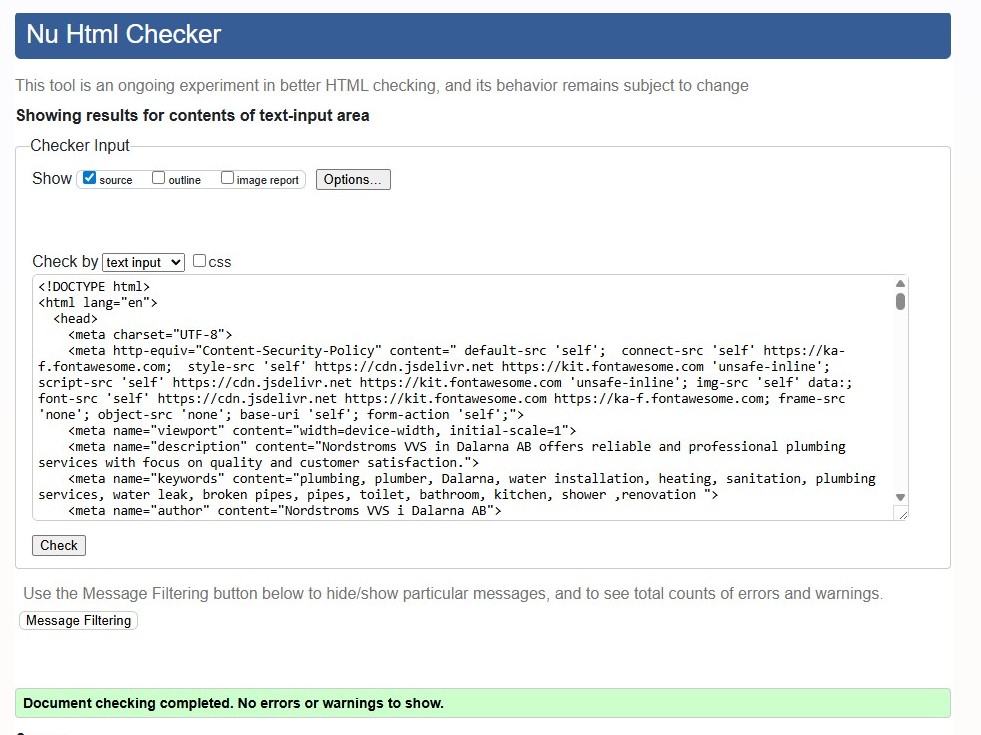 Nu Html Checker
This tool is an ongoing experiment in better HTML checking, and its behavior remains subject to change
Showing results for contents of text-input area
Checker Input
Show source outline image report Options...
Check by text input css
<!DOCTYPE html>
<html lang="en">
<head>
<meta charset="UTF-8">
<meta http-equiv="Content-Security-Policy" content=" default-src 'self';  connect-src 'self' https://ka-
f.fontawesome.com;  style-src 'self' https://cdn.jsdelivr.net https://kit.fontawesome.com 'unsafe-inline';
script-src 'self' https://cdn.jsdelivr.net https://kit.fontawesome.com 'unsafe-inline'; img-src 'self' data:;
font-src 'self' https://cdn.jsdelivr.net https://kit.fontawesome.com https://ka-f.fontawesome.com; frame-src
'none'; object-src 'none'; base-uri 'self'; form-action 'self';">
<meta name="viewport" content="width=device-width, initial-scale=1">
<meta name="description" content="Nordstroms VVS in Dalarna AB offers reliable and professional plumbing
services with focus on quality and customer satisfaction.">
<meta name="keywords" content="plumbing, plumber, Dalarna, water installation, heating, sanitation, plumbing
services, water leak, broken pipes, pipes, toilet, bathroom, kitchen, shower ,renovation ">
<meta name="author" content="Nordstroms VVS i Dalarna AB">
Check
Use the Message Filtering button below to hide/show particular messages, and to see total counts of errors and warnings.
Message Filtering
Document checking completed. No errors or warnings to show.